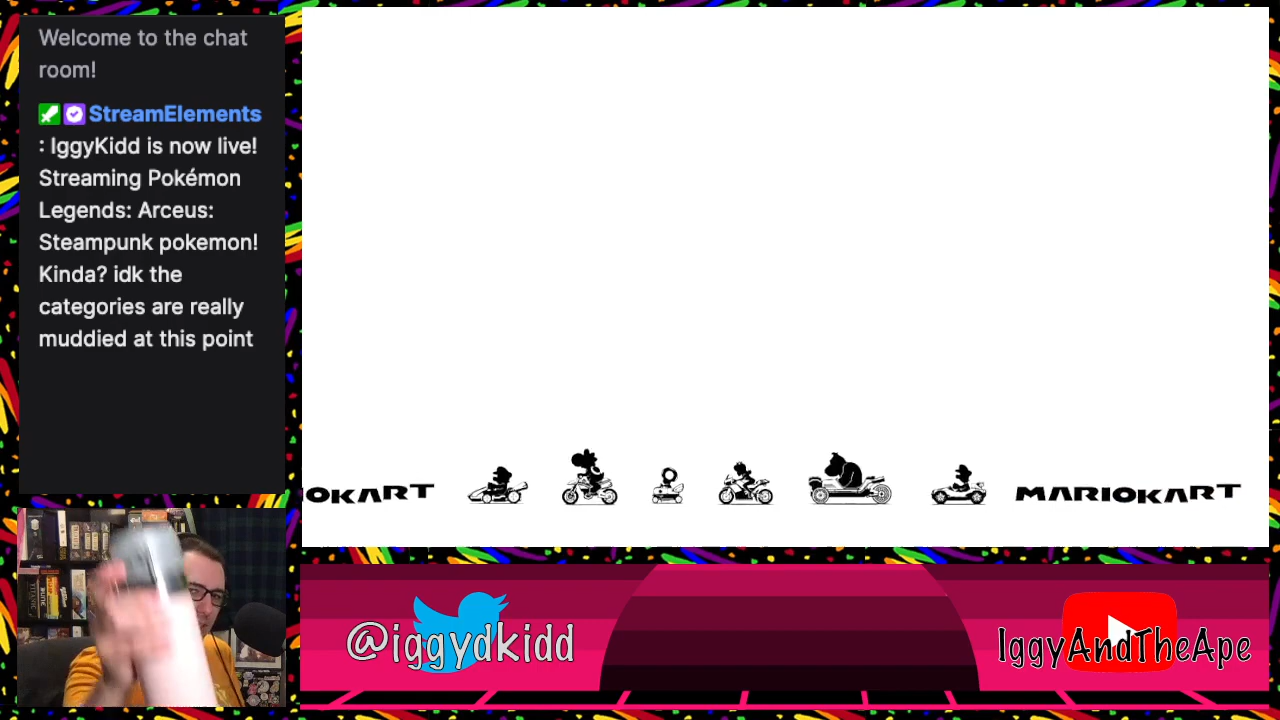 Welcome to the chat
room!
StreamElements
: IggyKidd is now live!
Streaming Pokémon
Legends: Arceus:
Steampunk pokemon!
Kinda? idk the
categories are really
muddied at this point
OKART
MARIOKART
@iggydkidd
IggyAndTheApe